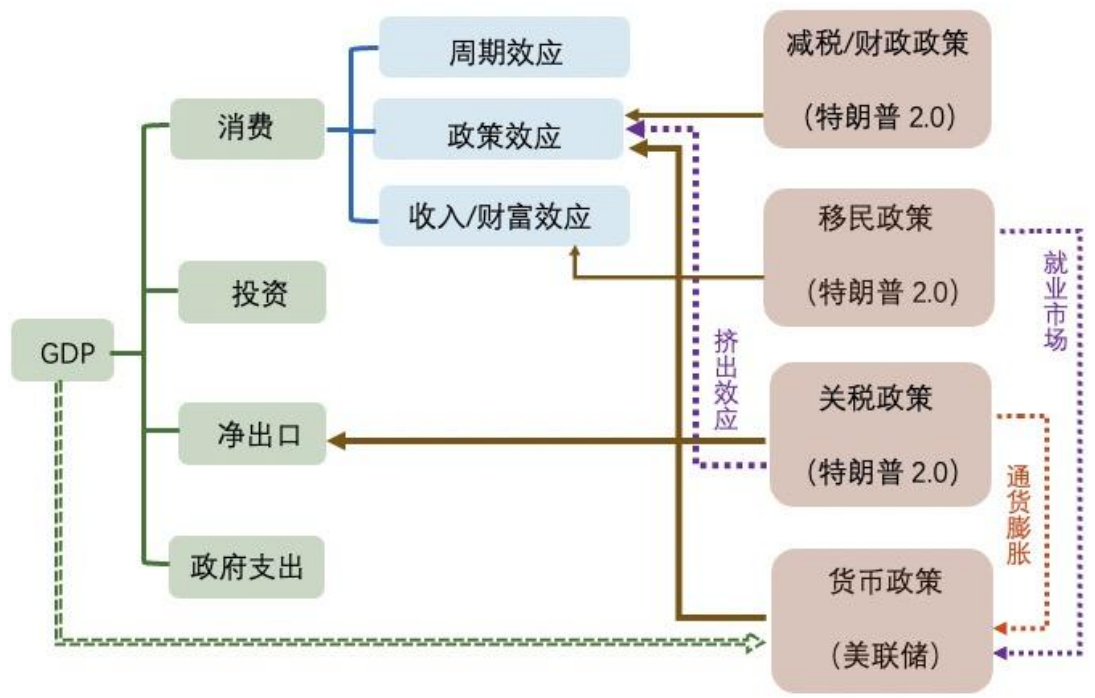 GDP
消费
投资
净出口
政府支出
周期效应
政策效应
收入/财富效应
减税/财政政策
（特朗普 2.0）
移民政策
（特朗普 2.0）
关税政策
（特朗普 2.0）
货币政策
（美联储）
挤出效应
就业市场
通货膨胀